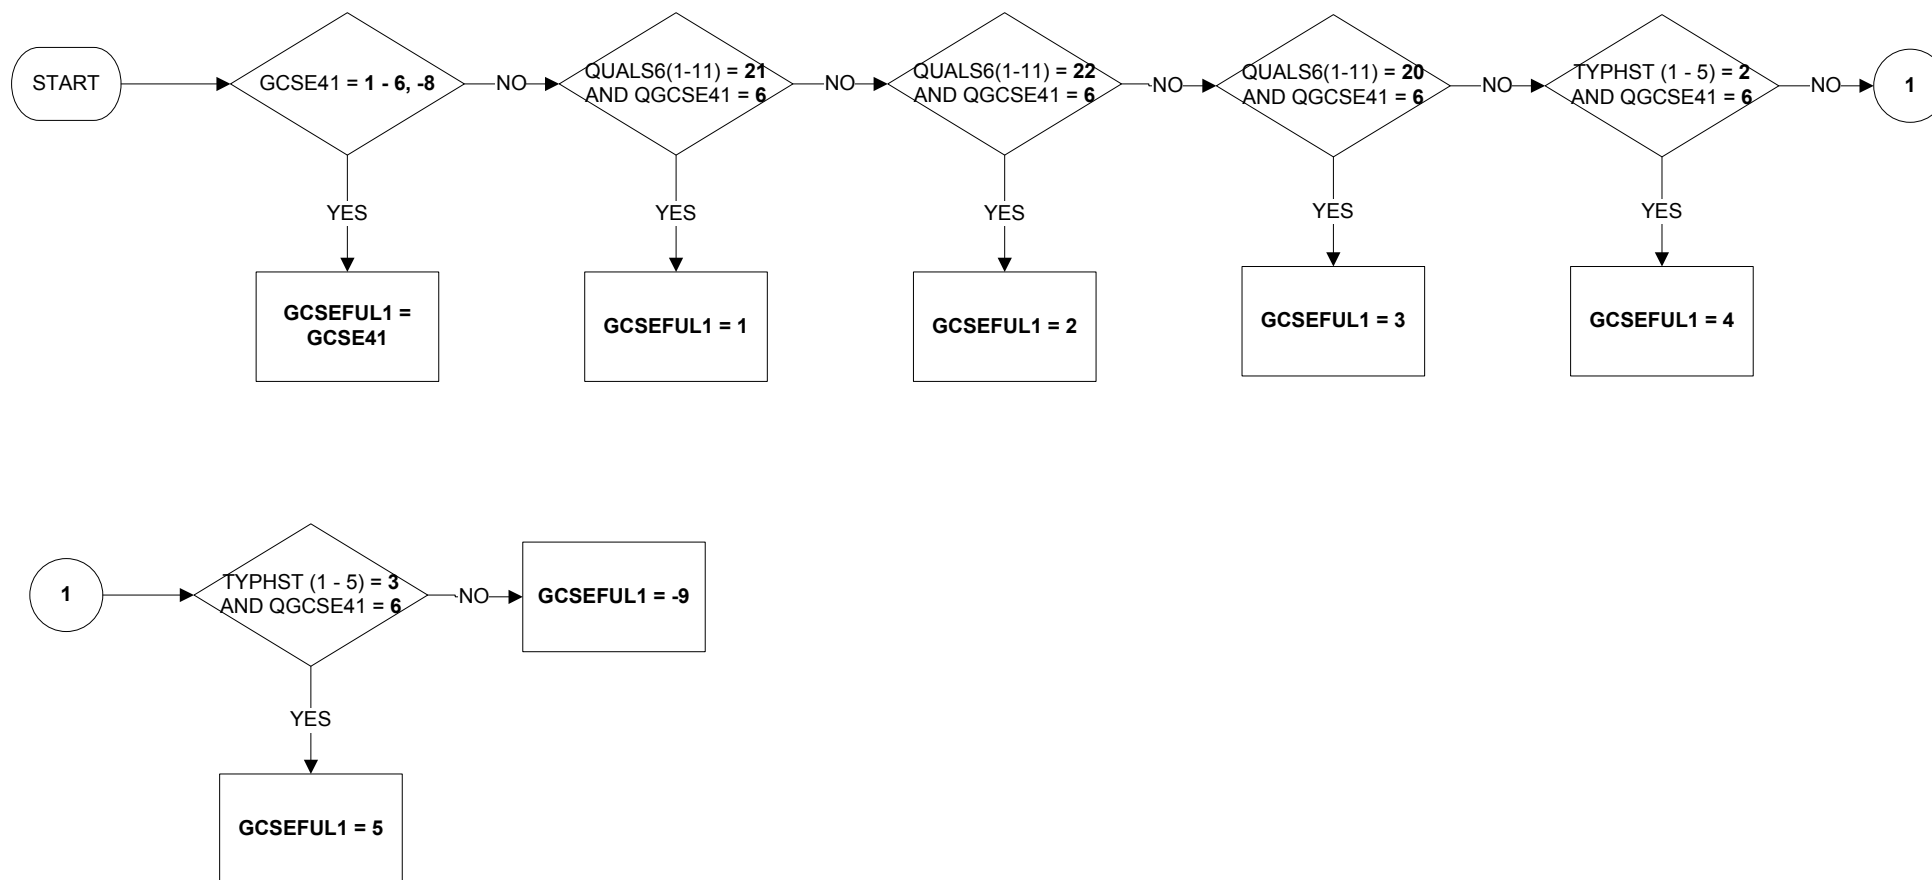 START
GCSE41 = 1 - 6, -8
NO
QUALS6(1-11) = 21
AND QGCSE41 = 6
NO
QUALS6(1-11) = 22
AND QGCSE41 = 6
NO
QUALS6(1-11) = 20
AND QGCSE41 = 6
NO
TYPHST (1 - 5) = 2
AND QGCSE41 = 6
NO
1
YES
YES
YES
YES
YES
GCSEFUL1 =
GCSE41
GCSEFUL1 = 1
GCSEFUL1 = 2
GCSEFUL1 = 3
GCSEFUL1 = 4
1
TYPHST (1 - 5) = 3
AND QGCSE41 = 6
NO
GCSEFUL1 = -9
YES
GCSEFUL1 = 5